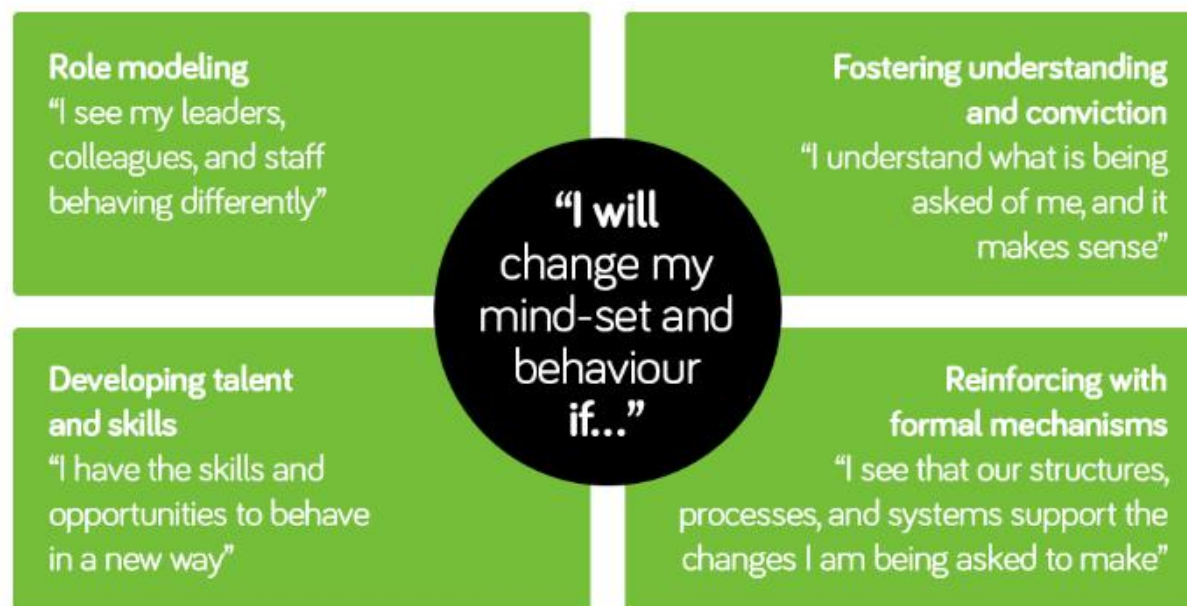 Role modeling
“I see my leaders,
colleagues, and staff
behaving differently”
Fostering understanding
and conviction
“I understand what is being
asked of me, and it
makes sense”
“I will
change my
mind-set and
behaviour
if...”
Developing talent
and skills
“I have the skills and
opportunities to behave
in a new way”
Reinforcing with
formal mechanisms
“I see that our structures,
processes, and systems support the
changes I am being asked to make”